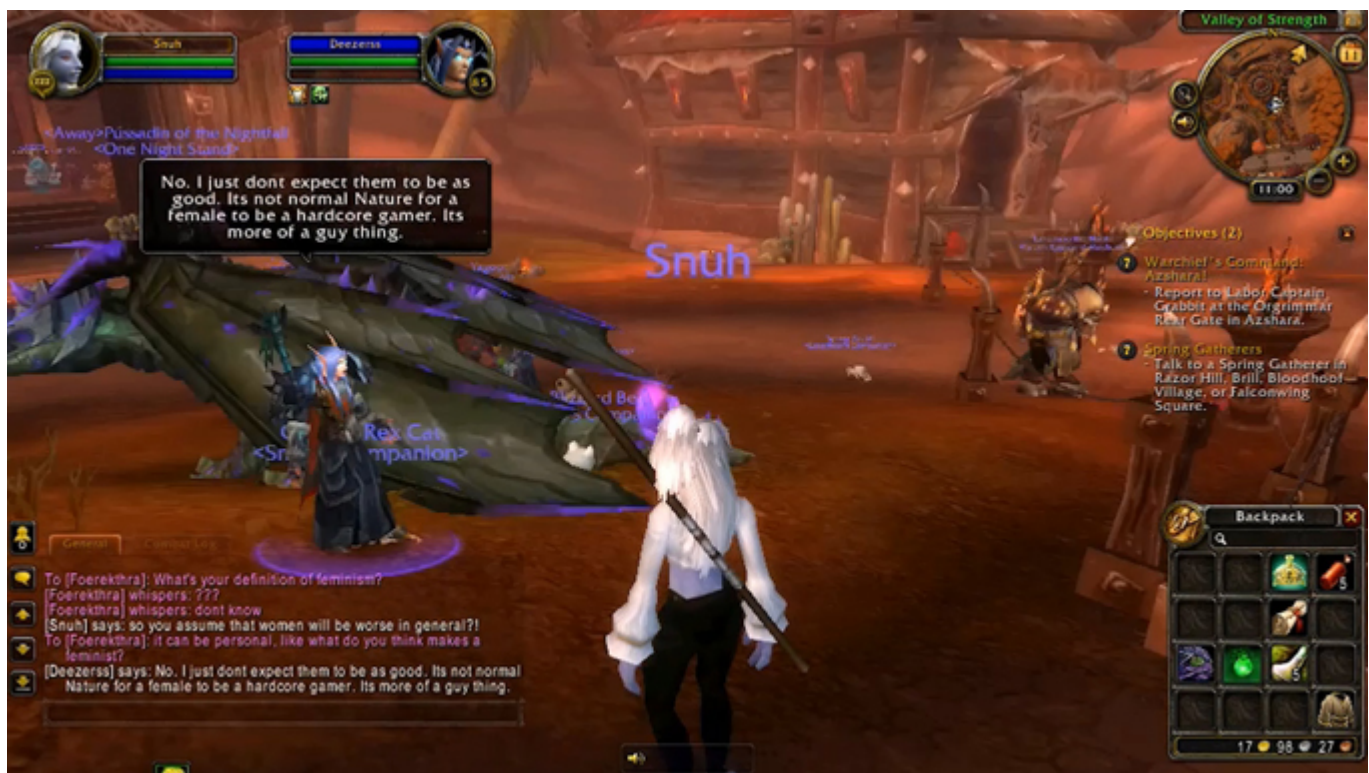 Snuh
Deezerss
15
Valley of Strength
11:00
<Away>Pussadin of the Nightfall
<One Night Stand>
No. I just dont expect them to be as
good. Its not normal Nature for a
female to be a hardcore gamer. Its
more of a guy thing.
Snuh
Objectives (2)
Warchief's Command:
Azshara!
- Report to Labor Captain
Grabbit at the Orgrimmar
Rear Gate in Azshara.
Spring Gatherers
- Talk to a Spring Gatherer in
Razor Hill, Brill, Bloodhoof
Village, or Falconwing
Square.
Rex Cat
mpanion>
General
Combat Log
To [Foerekthra]: What's your definition of feminism?
[Foerekthra] whispers: ???
[Foerekthra] whispers: dont know
[Snuh] says: so you assume that women will be worse in general?!
To [Foerekthra]: it can be personal, like what do you think makes a
feminist?
[Deezerss] says: No. I just dont expect them to be as good. Its not normal
Nature for a female to be a hardcore gamer. Its more of a guy thing.
Backpack
5
5
17 98 27